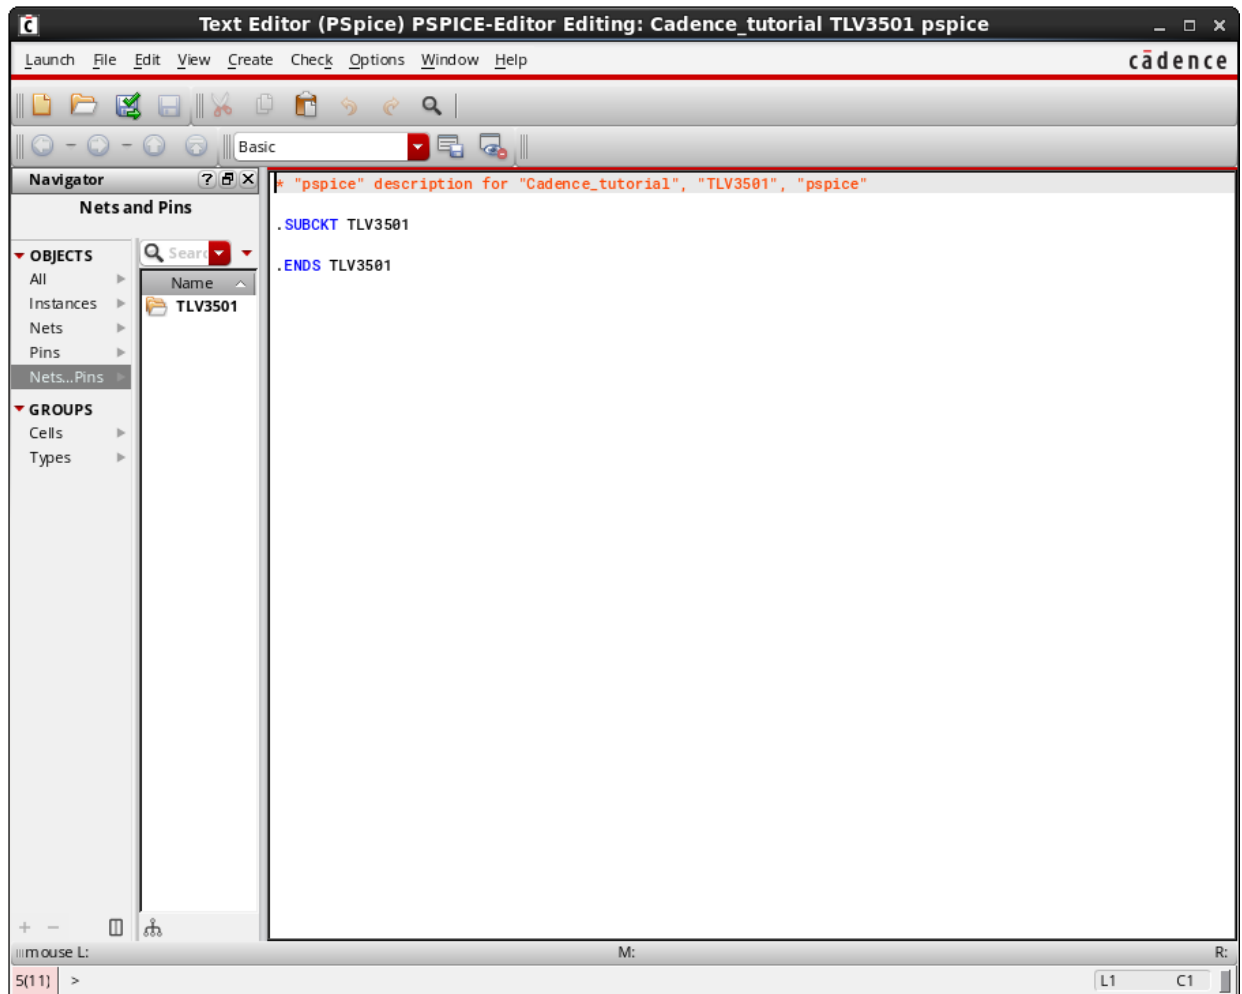 Text Editor (PSpice) PSPICE-Editor Editing: Cadence_tutorial TLV3501 pspice
Launch File Edit View Create Check Options Window Help
cādence
Basic
Navigator
Nets and Pins
OBJECTS
All
Instances
Nets
Pins
Nets...Pins
GROUPS
Cells
Types
Searc
Name
TLV3501
* "pspice" description for "Cadence_tutorial", "TLV3501", "pspice"
.SUBCKT TLV3501
.ENDS TLV3501
mouse L: M: R:
5(11) > L1 C1